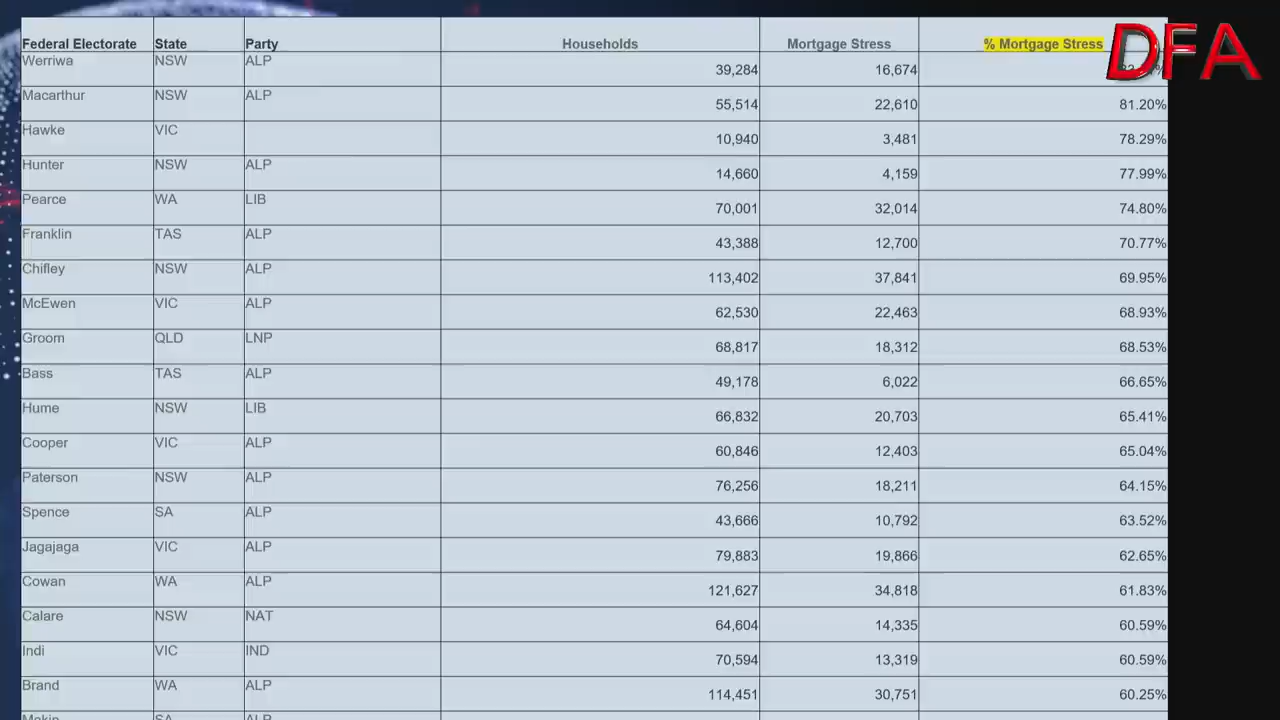 Federal Electorate State Party Households Mortgage Stress % Mortgage Stress
DFA
Werriwa NSW ALP 39,284 16,674
Macarthur NSW ALP 55,514 22,610 81.20%
Hawke VIC 10,940 3,481 78.29%
Hunter NSW ALP 14,660 4,159 77.99%
Pearce WA LIB 70,001 32,014 74.80%
Franklin TAS ALP 43,388 12,700 70.77%
Chifley NSW ALP 113,402 37,841 69.95%
McEwen VIC ALP 62,530 22,463 68.93%
Groom QLD LNP 68,817 18,312 68.53%
Bass TAS ALP 49,178 6,022 66.65%
Hume NSW LIB 66,832 20,703 65.41%
Cooper VIC ALP 60,846 12,403 65.04%
Paterson NSW ALP 76,256 18,211 64.15%
Spence SA ALP 43,666 10,792 63.52%
Jagajaga VIC ALP 79,883 19,866 62.65%
Cowan WA ALP 121,627 34,818 61.83%
Calare NSW NAT 64,604 14,335 60.59%
Indi VIC IND 70,594 13,319 60.59%
Brand WA ALP 114,451 30,751 60.25%
Makin SA ALP